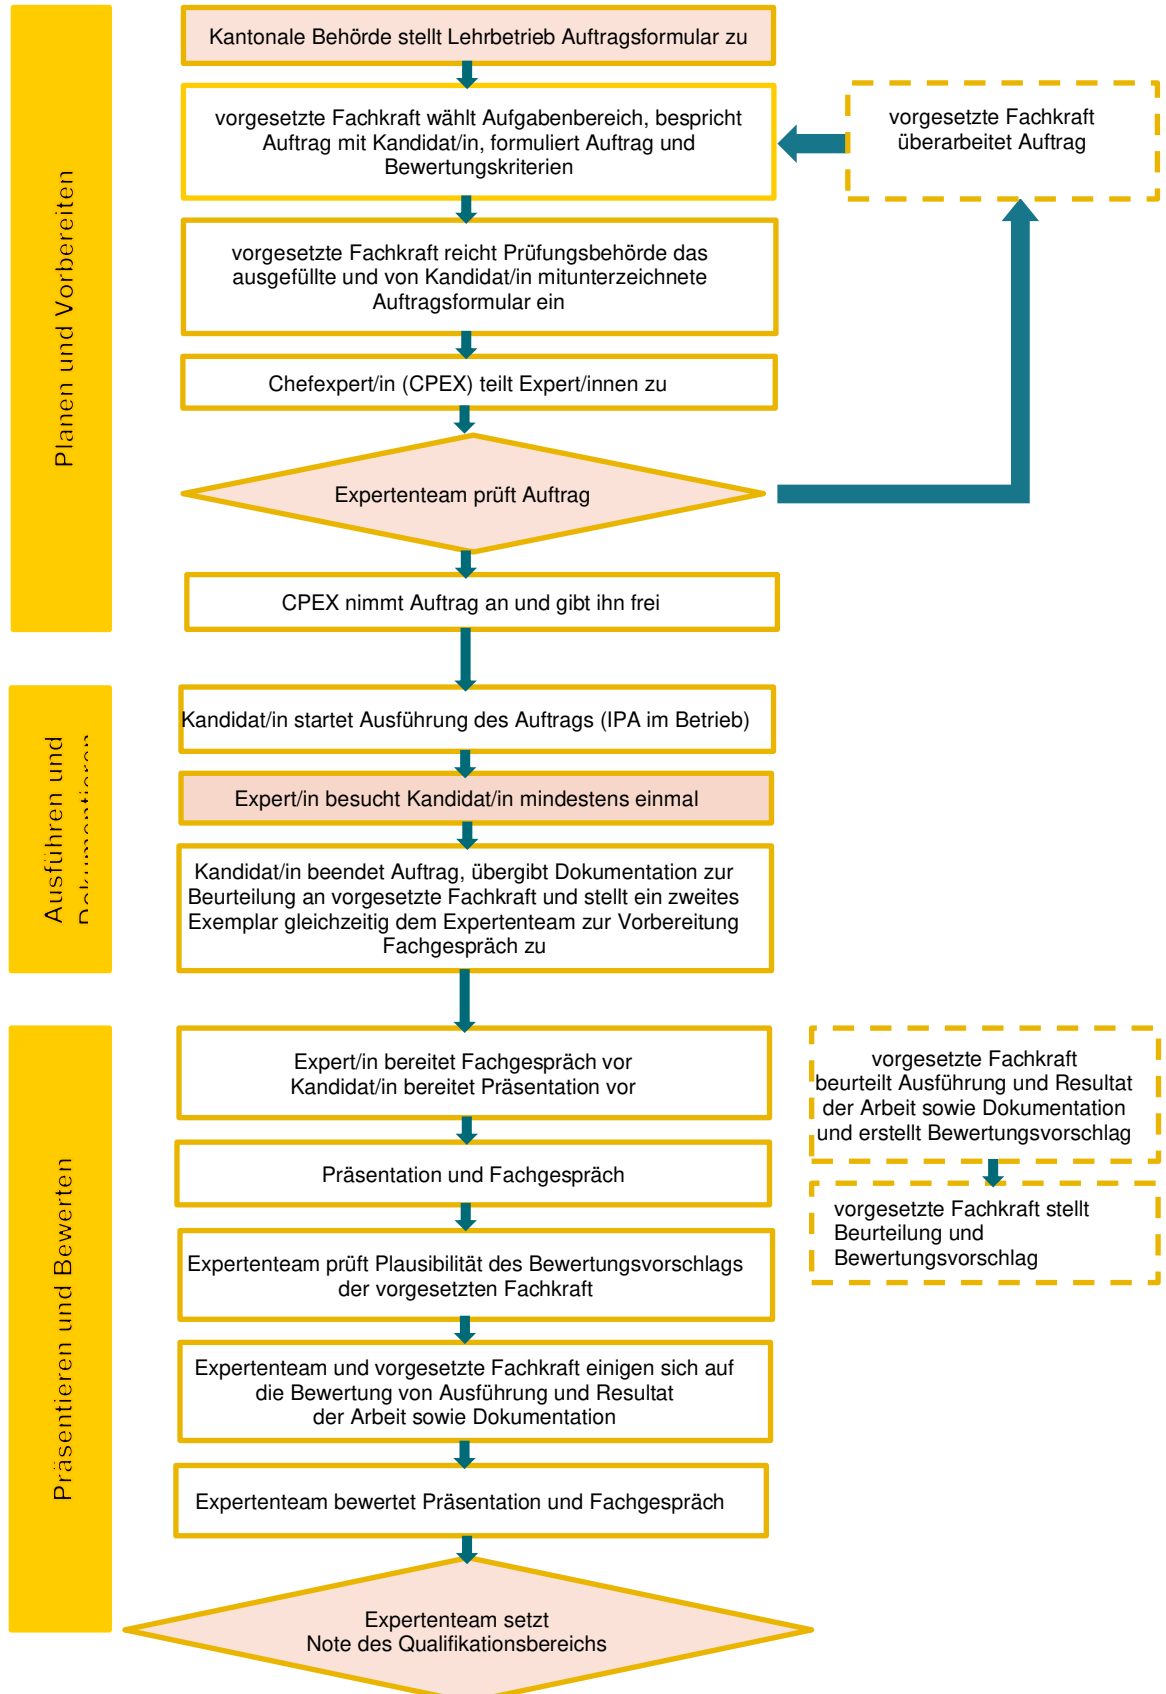 Planen und Vorbereiten
Kantonale Behörde stellt Lehrbetrieb Auftragsformular zu
vorgesetzte Fachkraft wählt Aufgabenbereich, bespricht
Auftrag mit Kandidat/in, formuliert Auftrag und
Bewertungskriterien
vorgesetzte Fachkraft
überarbeitet Auftrag
vorgesetzte Fachkraft reicht Prüfungsbehörde das
ausgefüllte und von Kandidat/in mitunterzeichnete
Auftragsformular ein
Chefexpert/in (CPEX) teilt Expert/innen zu
Expertenteam prüft Auftrag
CPEX nimmt Auftrag an und gibt ihn frei
Ausführen und
Dokumentieren
Kandidat/in startet Ausführung des Auftrags (IPA im Betrieb)
Expert/in besucht Kandidat/in mindestens einmal
Kandidat/in beendet Auftrag, übergibt Dokumentation zur
Beurteilung an vorgesetzte Fachkraft und stellt ein zweites
Exemplar gleichzeitig dem Expertenteam zur Vorbereitung
Fachgespräch zu
Präsentieren und Bewerten
Expert/in bereitet Fachgespräch vor
Kandidat/in bereitet Präsentation vor
vorgesetzte Fachkraft
beurteilt Ausführung und Resultat
der Arbeit sowie Dokumentation
und erstellt Bewertungsvorschlag
Präsentation und Fachgespräch
vorgesetzte Fachkraft stellt
Beurteilung und
Bewertungsvorschlag
Expertenteam prüft Plausibilität des Bewertungsvorschlags
der vorgesetzten Fachkraft
Expertenteam und vorgesetzte Fachkraft einigen sich auf
die Bewertung von Ausführung und Resultat
der Arbeit sowie Dokumentation
Expertenteam bewertet Präsentation und Fachgespräch
Expertenteam setzt
Note des Qualifikationsbereichs